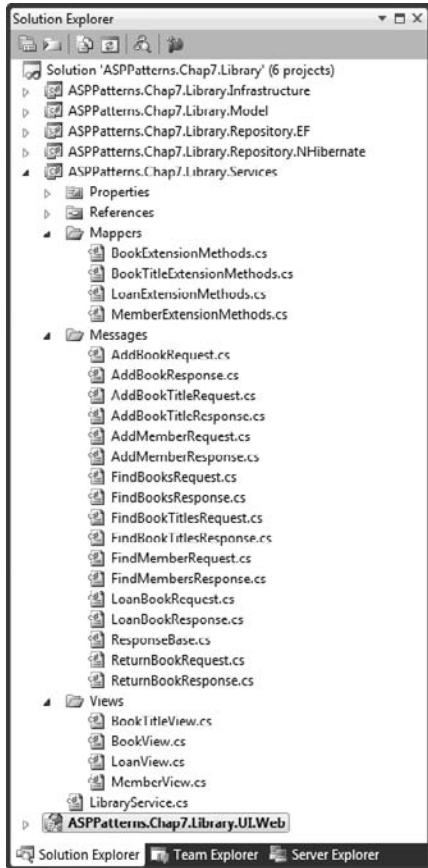 Solution Explorer
Solution 'ASPPatterns.Chap7.Library' (6 projects)
ASPPatterns.Chap7.Library.Infrastructure
ASPPatterns.Chap7.Library.Model
ASPPatterns.Chap7.Library.Repository.EF
ASPPatterns.Chap7.Library.Repository.NHibernate
ASPPatterns.Chap7.Library.Services
Properties
References
Mappers
BookExtensionMethods.cs
BookTitleExtensionMethods.cs
LoanExtensionMethods.cs
MemberExtensionMethods.cs
Messages
AddBookRequest.cs
AddBookResponse.cs
AddBookTitleRequest.cs
AddBookTitleResponse.cs
AddMemberRequest.cs
AddMemberResponse.cs
FindBooksRequest.cs
FindBooksResponse.cs
FindBookTitlesRequest.cs
FindBookTitlesResponse.cs
FindMemberRequest.cs
FindMembersResponse.cs
LoanBookRequest.cs
LoanBookResponse.cs
ResponseBase.cs
ReturnBookRequest.cs
ReturnBookResponse.cs
Views
BookTitleView.cs
BookView.cs
LoanView.cs
MemberView.cs
LibraryService.cs
ASPPatterns.Chap7.Library.UI.Web
Solution Explorer Team Explorer Server Explorer